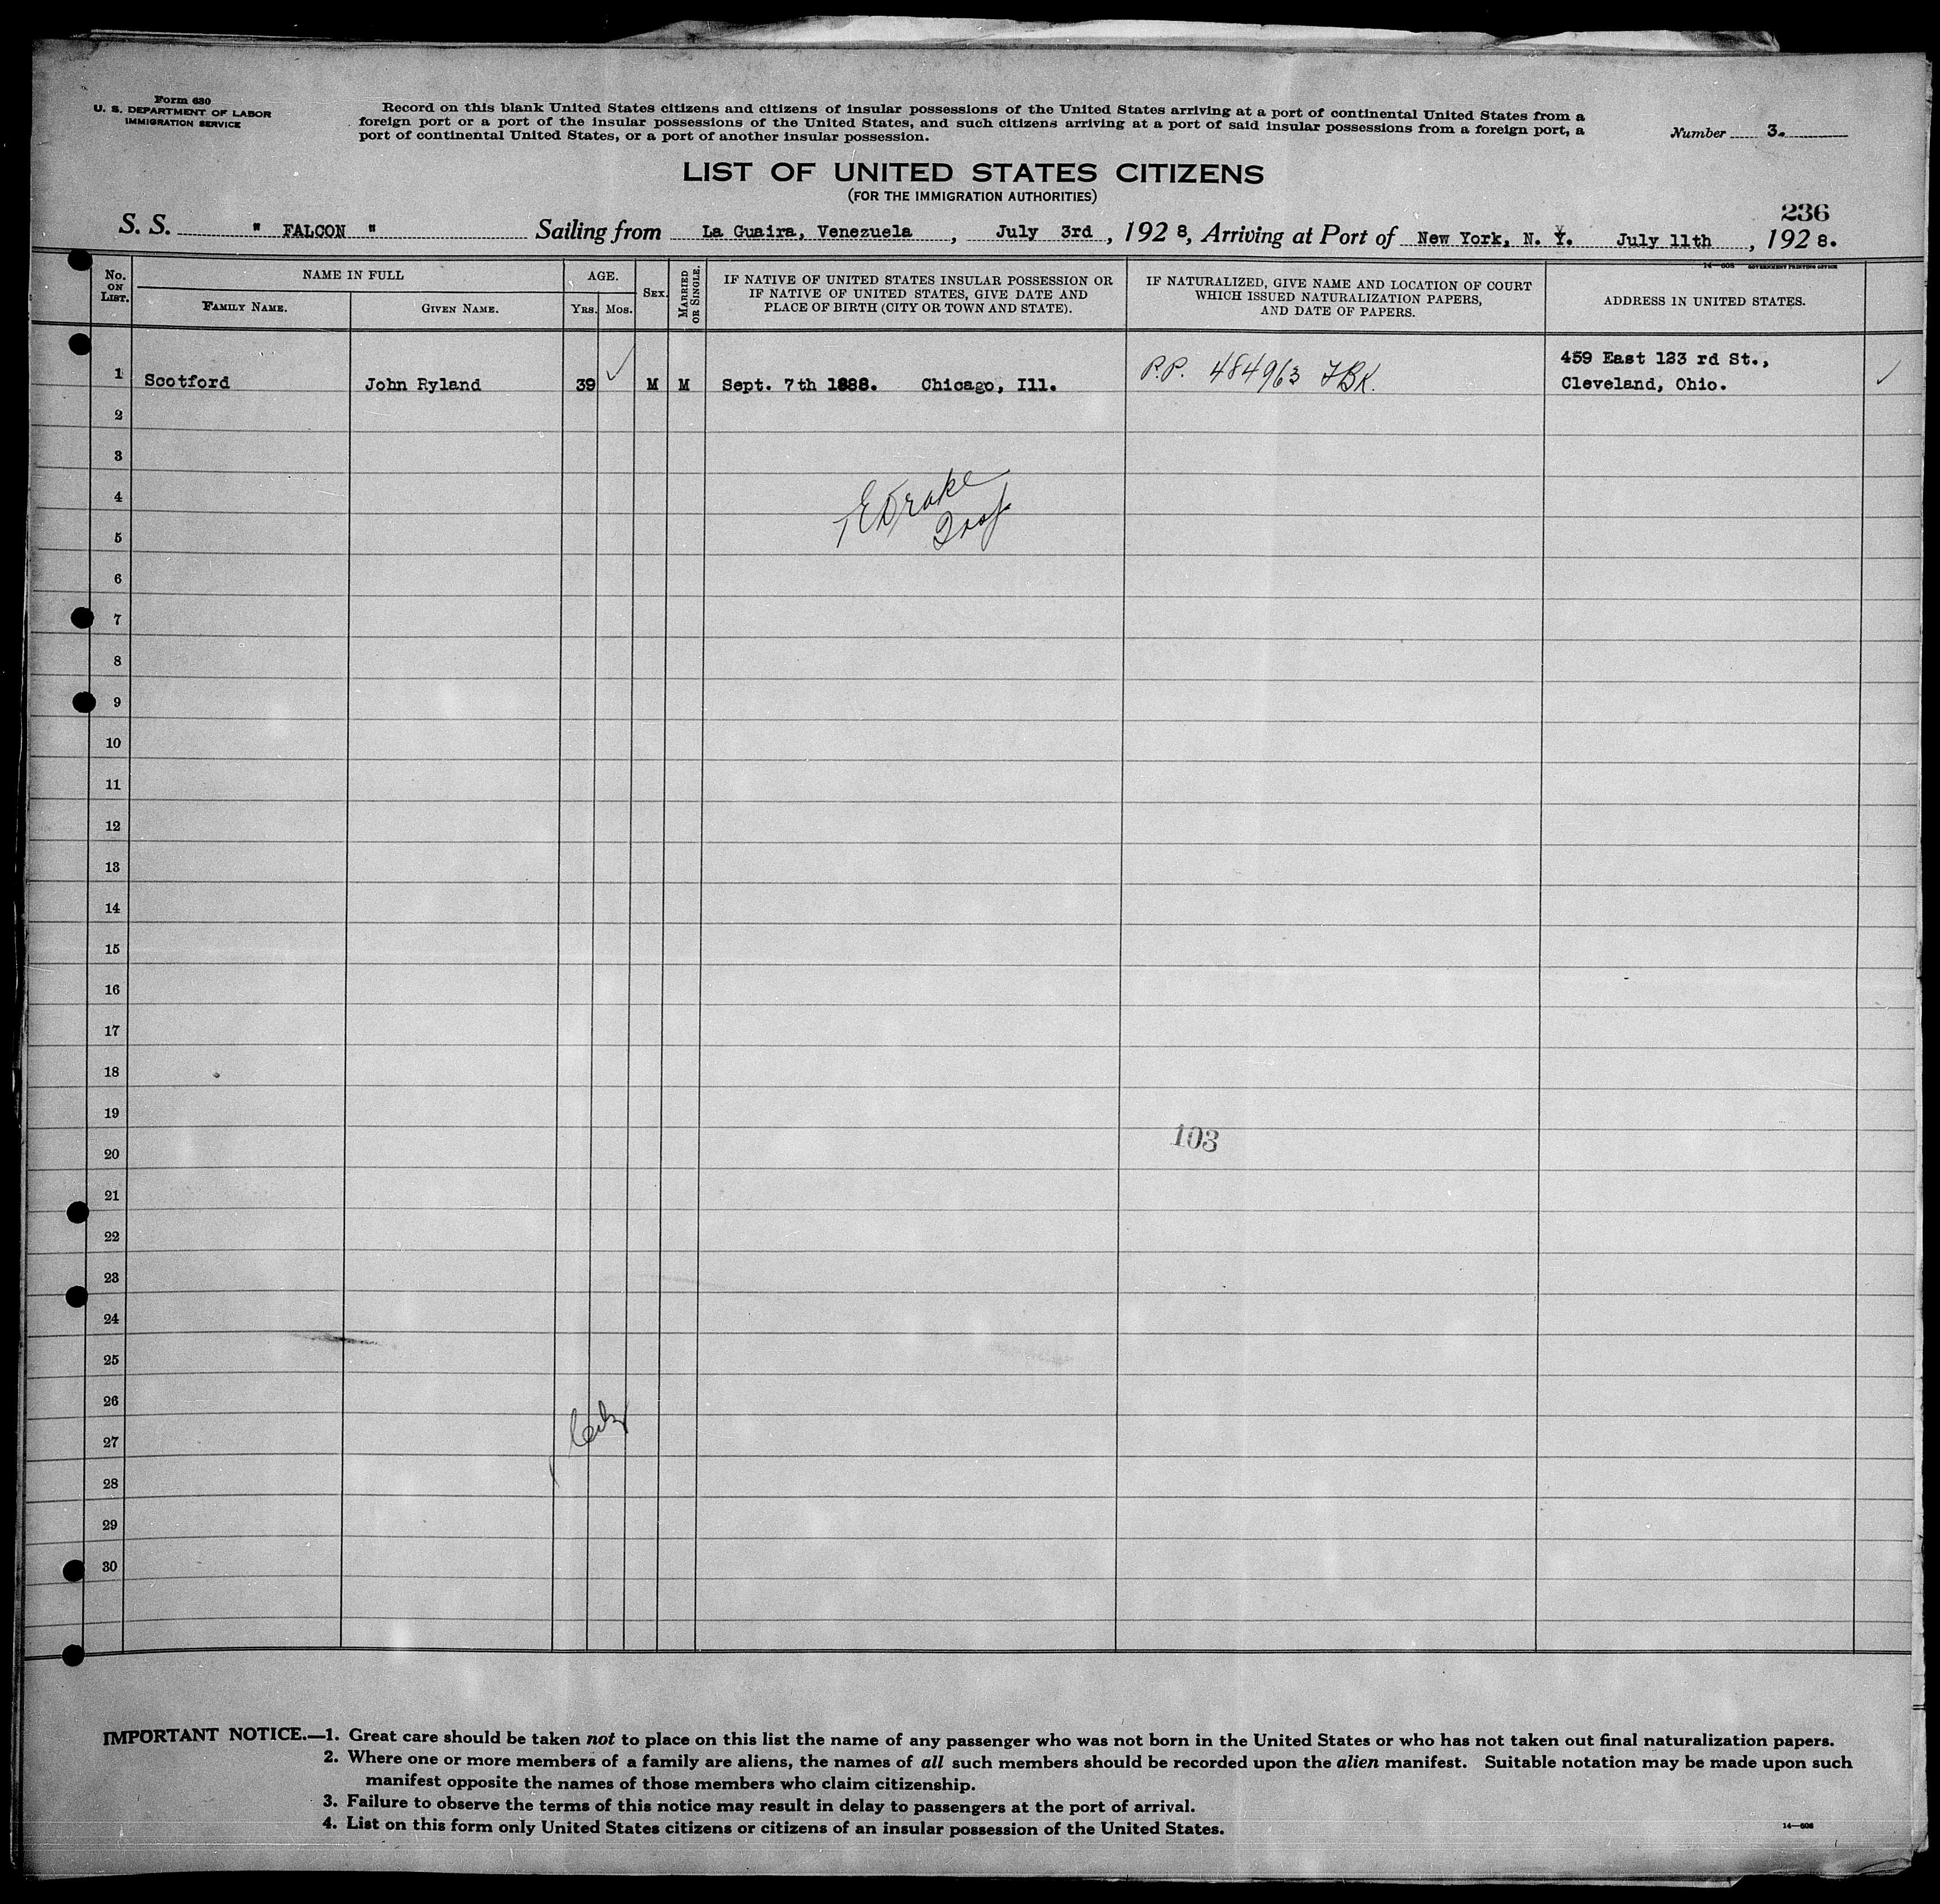 Form 630
U. S. DEPARTMENT OF LABOR
IMMIGRATION SERVICE
Record on this blank United States citizens and citizens of insular possessions of the United States arriving at a port of continental United States from a
foreign port or a port of the insular possessions of the United States, and such citizens arriving at a port of said insular possessions from a foreign port, a
port of continental United States, or a port of another insular possession.
Number 3.
LIST OF UNITED STATES CITIZENS
(FOR THE IMMIGRATION AUTHORITIES)
236
S. S. " FALCON " Sailing from La Guaira, Venezuela, July 3rd, 1928, Arriving at Port of New York, N. Y. July 11th, 1928.
14—608 GOVERNMENT PRINTING OFFICE
No. ON LIST.
NAME IN FULL
FAMILY NAME.
GIVEN NAME.
AGE.
YRS.
MOS.
SEX.
MARRIED OR SINGLE.
IF NATIVE OF UNITED STATES INSULAR POSSESSION OR
IF NATIVE OF UNITED STATES, GIVE DATE AND
PLACE OF BIRTH (CITY OR TOWN AND STATE).
IF NATURALIZED, GIVE NAME AND LOCATION OF COURT
WHICH ISSUED NATURALIZATION PAPERS,
AND DATE OF PAPERS.
ADDRESS IN UNITED STATES.
1 Scotford John Ryland 39 ✓ M M Sept. 7th 1888. Chicago, Ill. P.P. 484963 459 East 123 rd St.,
Cleveland, Ohio. ✓
2
3
4
E Drake
5
6
7
8
9
10
11
12
13
14
15
16
17
18
19
103
20
21
22
23
24
25
26
27
28
29
30
IMPORTANT NOTICE.—1. Great care should be taken not to place on this list the name of any passenger who was not born in the United States or who has not taken out final naturalization papers.
2. Where one or more members of a family are aliens, the names of all such members should be recorded upon the alien manifest. Suitable notation may be made upon such
manifest opposite the names of those members who claim citizenship.
3. Failure to observe the terms of this notice may result in delay to passengers at the port of arrival.
4. List on this form only United States citizens or citizens of an insular possession of the United States.
14—608